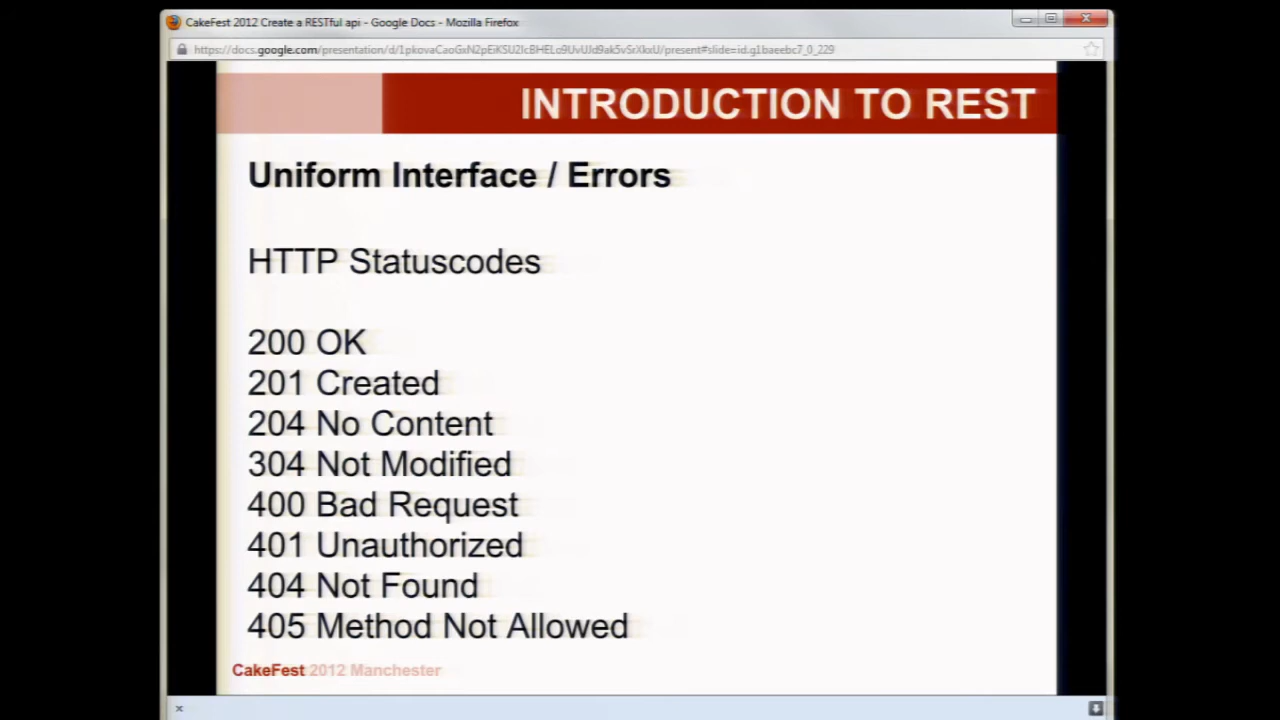 CakeFest 2012 Create a RESTful api - Google Docs - Mozilla Firefox
INTRODUCTION TO REST
Uniform Interface / Errors
HTTP Statuscodes
200 OK
201 Created
204 No Content
304 Not Modified
400 Bad Request
401 Unauthorized
404 Not Found
405 Method Not Allowed
CakeFest 2012 Manchester